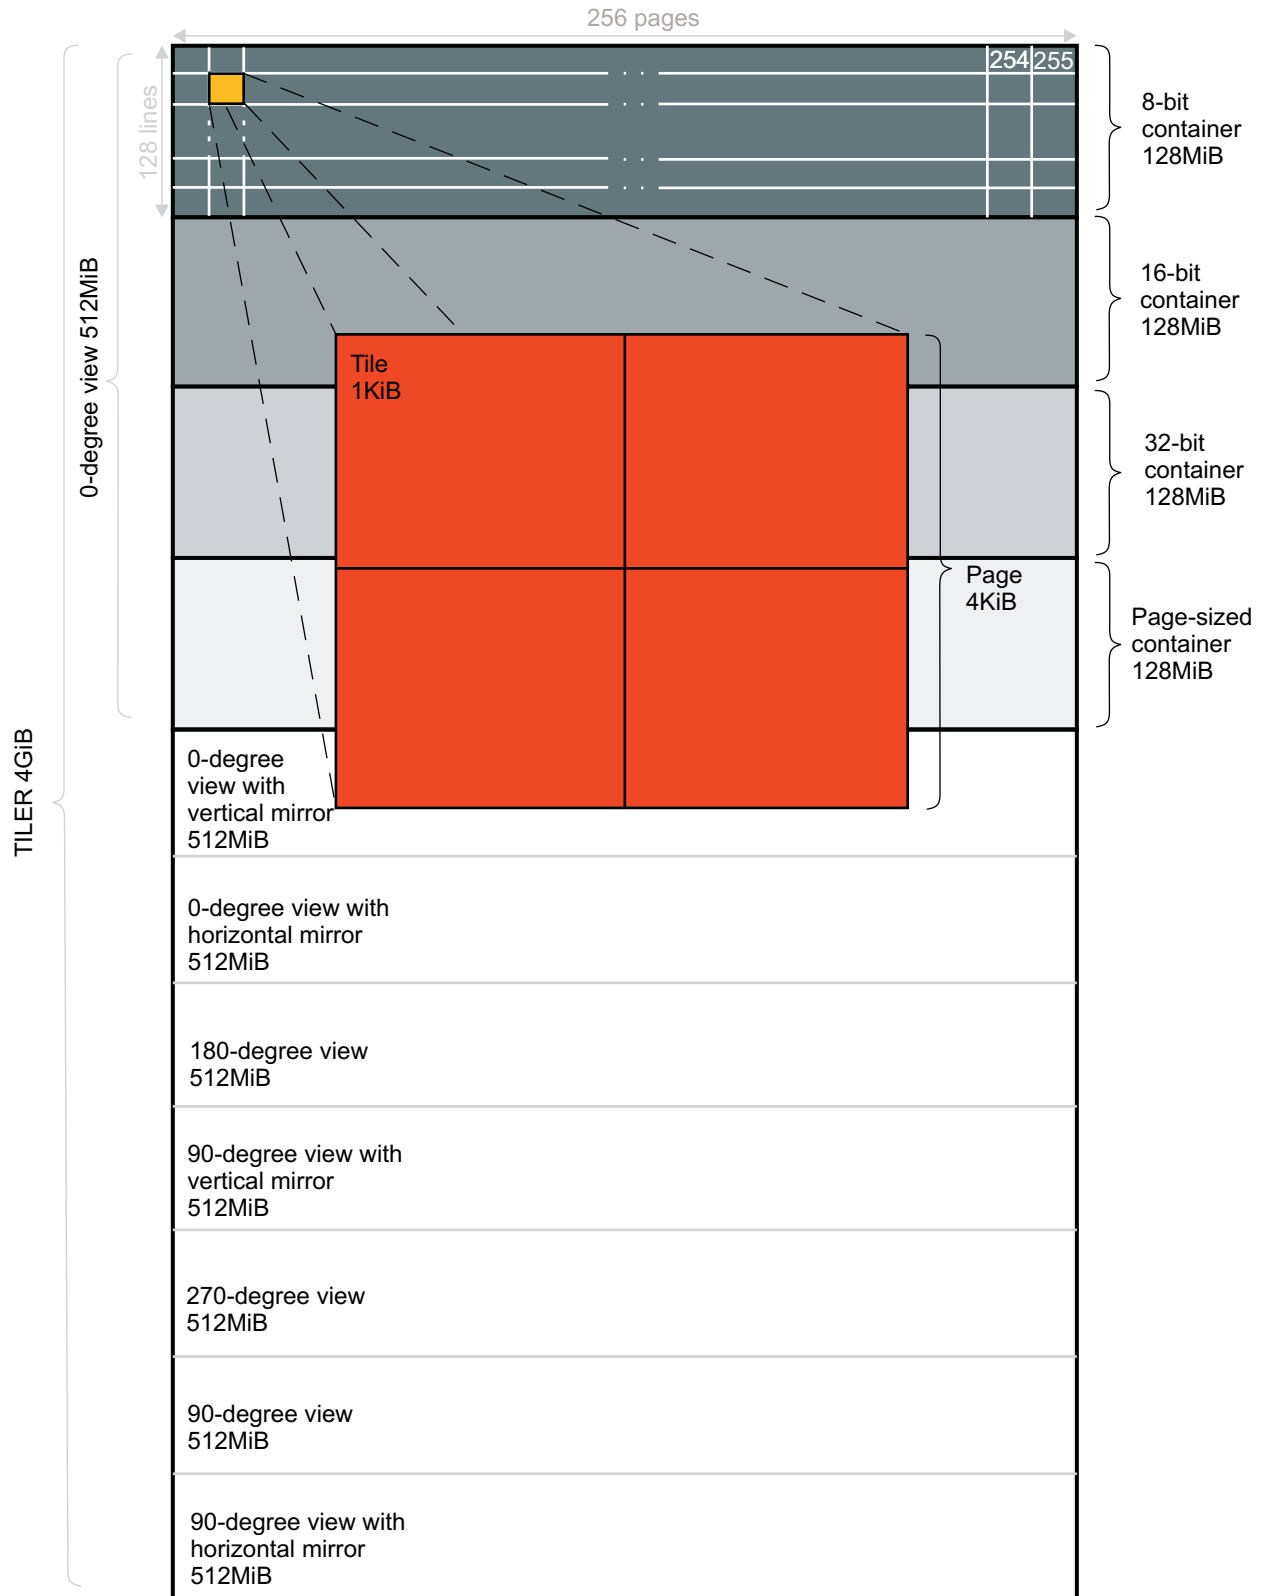 256 pages
254 255
128 lines
8-bit
container
128MiB
16-bit
container
128MiB
0-degree view 512MiB
Tile
1KiB
32-bit
container
128MiB
Page
4KiB
Page-sized
container
128MiB
TILER 4GiB
0-degree
view with
vertical mirror
512MiB
0-degree view with
horizontal mirror
512MiB
180-degree view
512MiB
90-degree view with
vertical mirror
512MiB
270-degree view
512MiB
90-degree view
512MiB
90-degree view with
horizontal mirror
512MiB